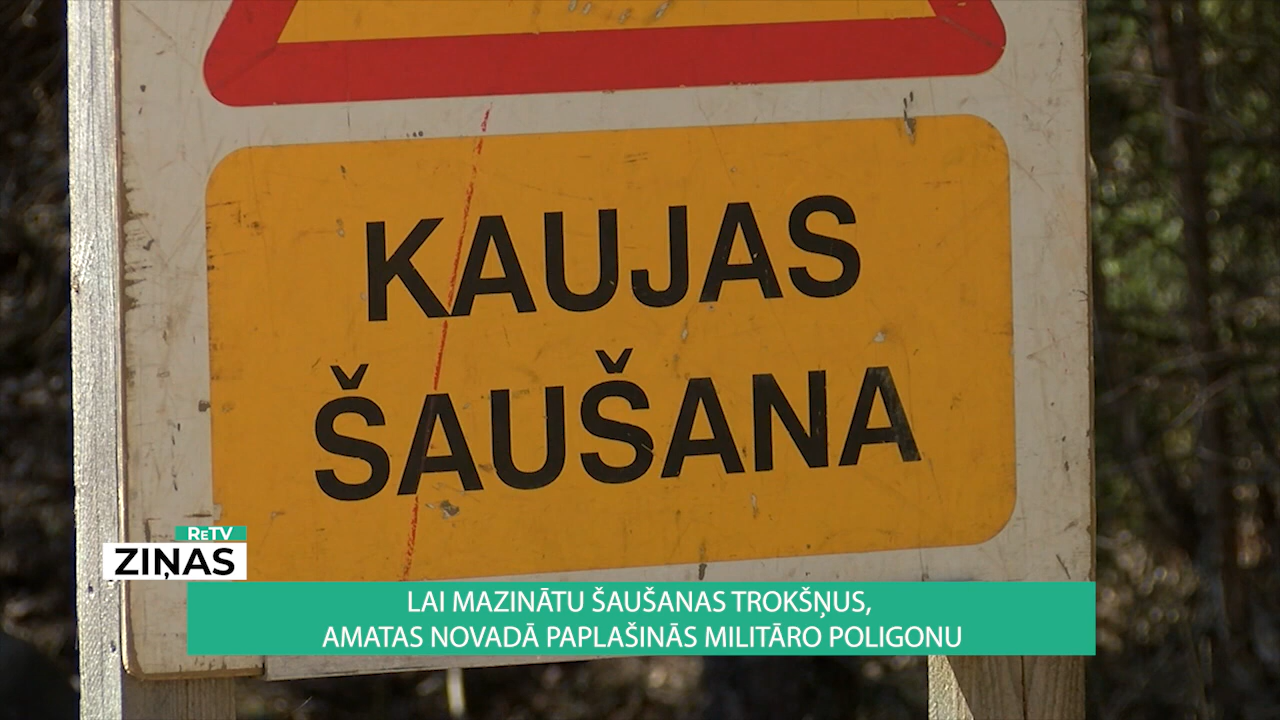 KAUJAS
ŠAUŠANA
RETV
ZIŅAS
LAI MAZINĀTU ŠAUŠANAS TROKŠŅUS,
AMATAS NOVADĀ PAPLAŠINĀS MILITĀRO POLIGONU